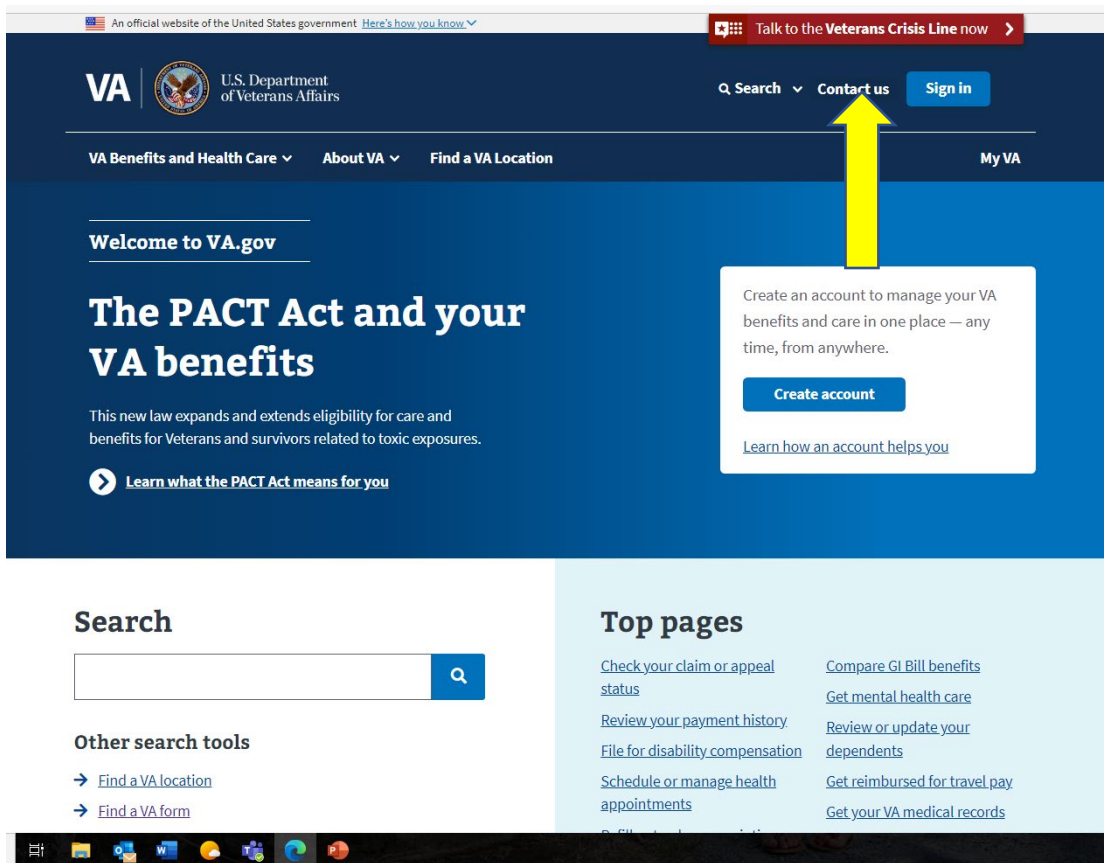 An official website of the United States government Here's how you know
Talk to the Veterans Crisis Line now
VA
U.S. Department
of Veterans Affairs
Search
Contact us
Sign in
VA Benefits and Health Care
About VA
Find a VA Location
My VA
Welcome to VA.gov
The PACT Act and your
VA benefits
This new law expands and extends eligibility for care and
benefits for Veterans and survivors related to toxic exposures.
Learn what the PACT Act means for you
Create an account to manage your VA
benefits and care in one place — any
time, from anywhere.
Create account
Learn how an account helps you
Search
Other search tools
Find a VA location
Find a VA form
Top pages
Check your claim or appeal
status
Review your payment history
File for disability compensation
Schedule or manage health
appointments
Compare GI Bill benefits
Get mental health care
Review or update your
dependents
Get reimbursed for travel pay
Get your VA medical records